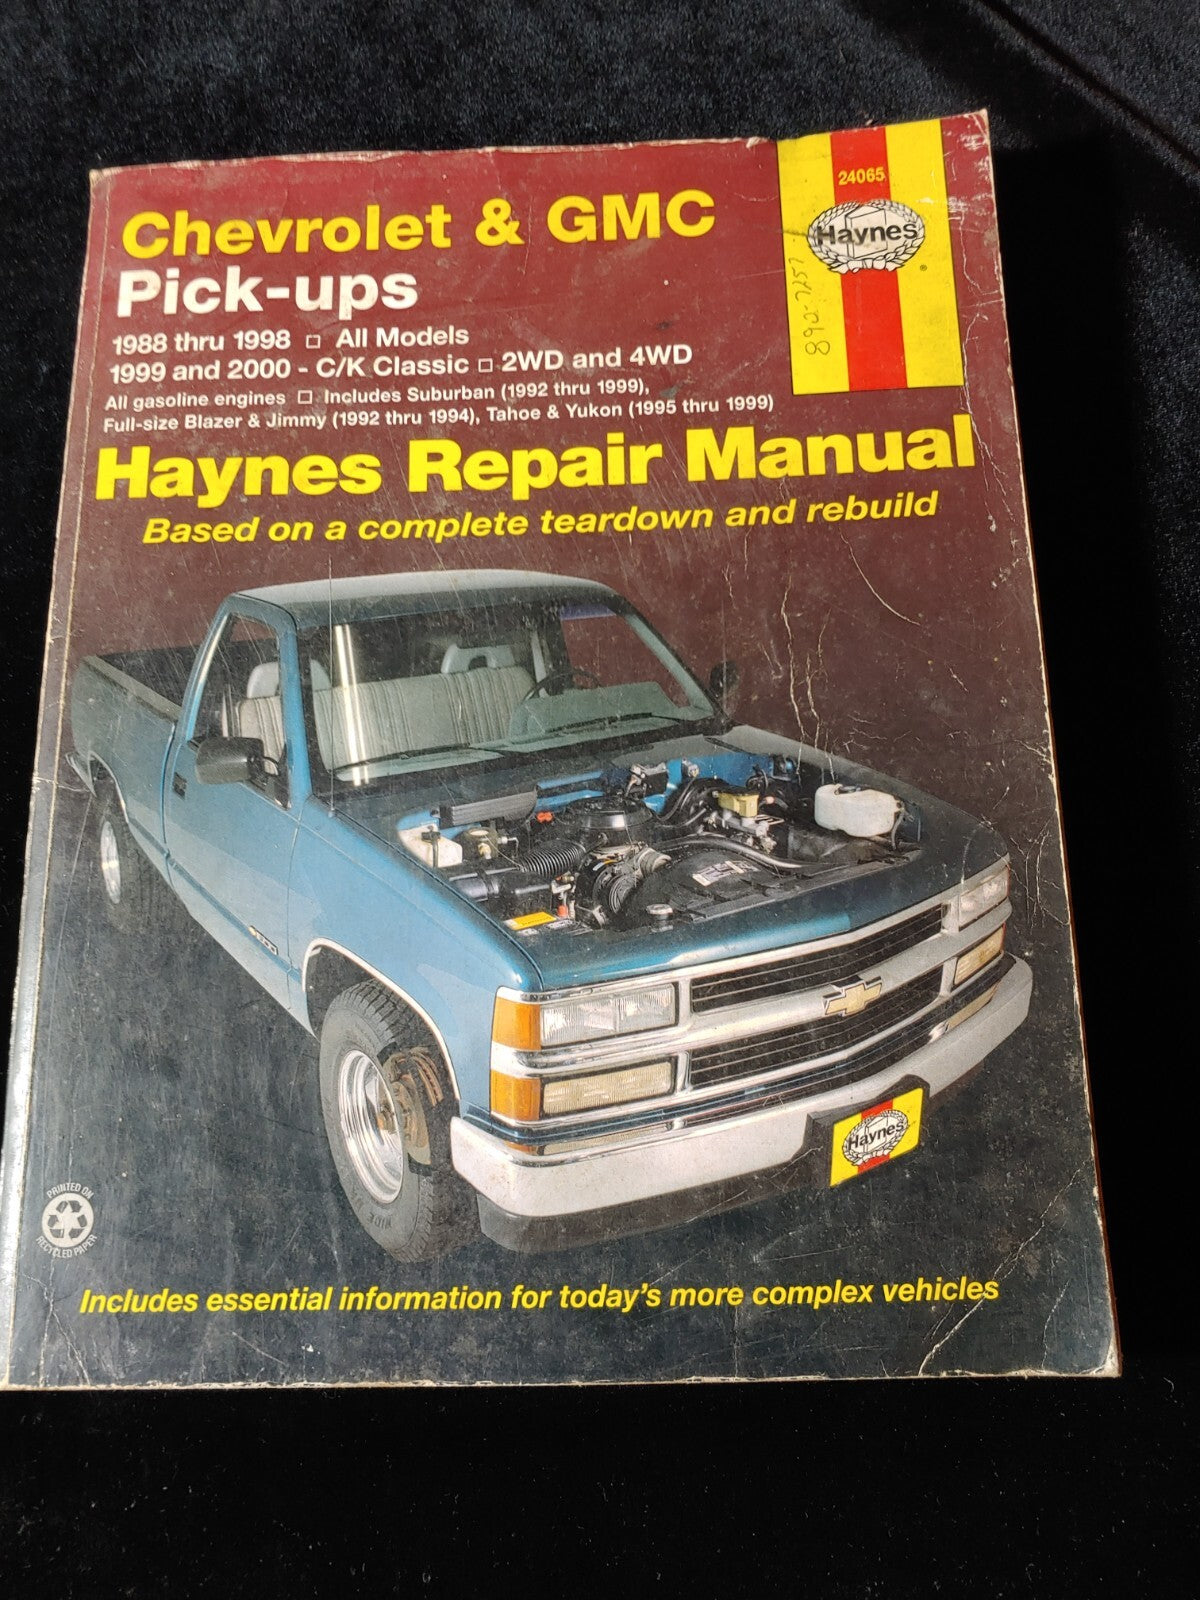 24065
Haynes
®
892-7257
Chevrolet & GMC
Pick-ups
1988 thru 1998 □ All Models
1999 and 2000 - C/K Classic □ 2WD and 4WD
All gasoline engines □ Includes Suburban (1992 thru 1999),
Full-size Blazer & Jimmy (1992 thru 1994), Tahoe & Yukon (1995 thru 1999)
Haynes Repair Manual
Based on a complete teardown and rebuild
Haynes
PRINTED ON
RECYCLED PAPER
Includes essential information for today's more complex vehicles